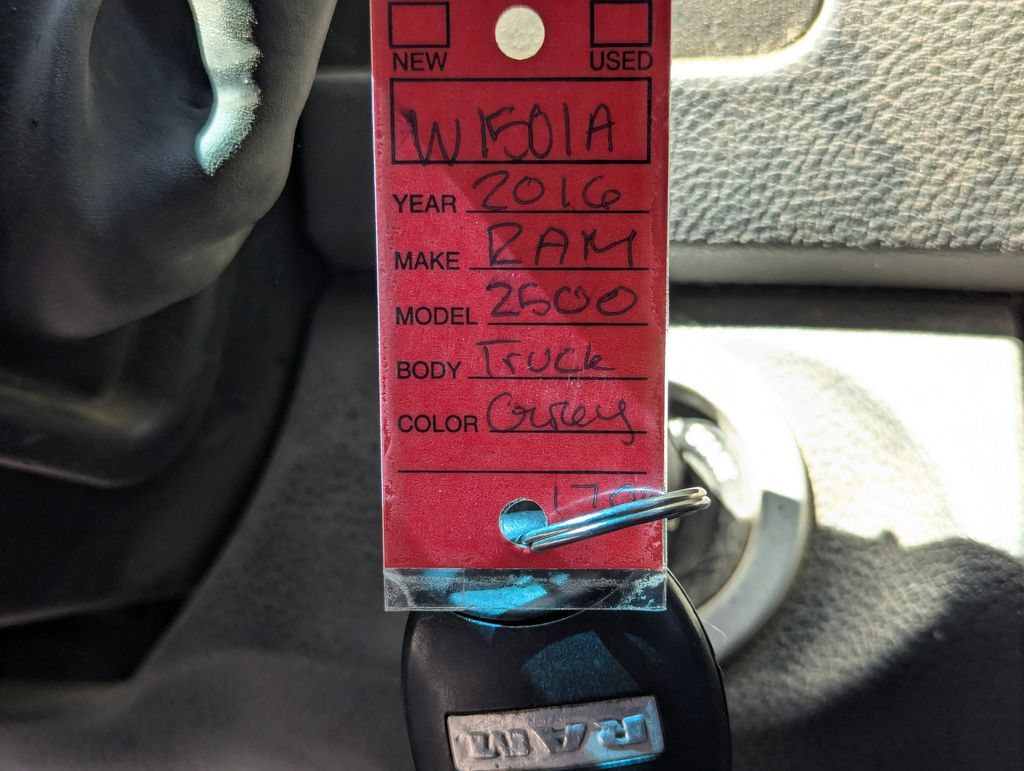 NEW USED
W1501A
YEAR 2016
MAKE RAM
MODEL 2500
BODY Truck
COLOR Grey
RAM